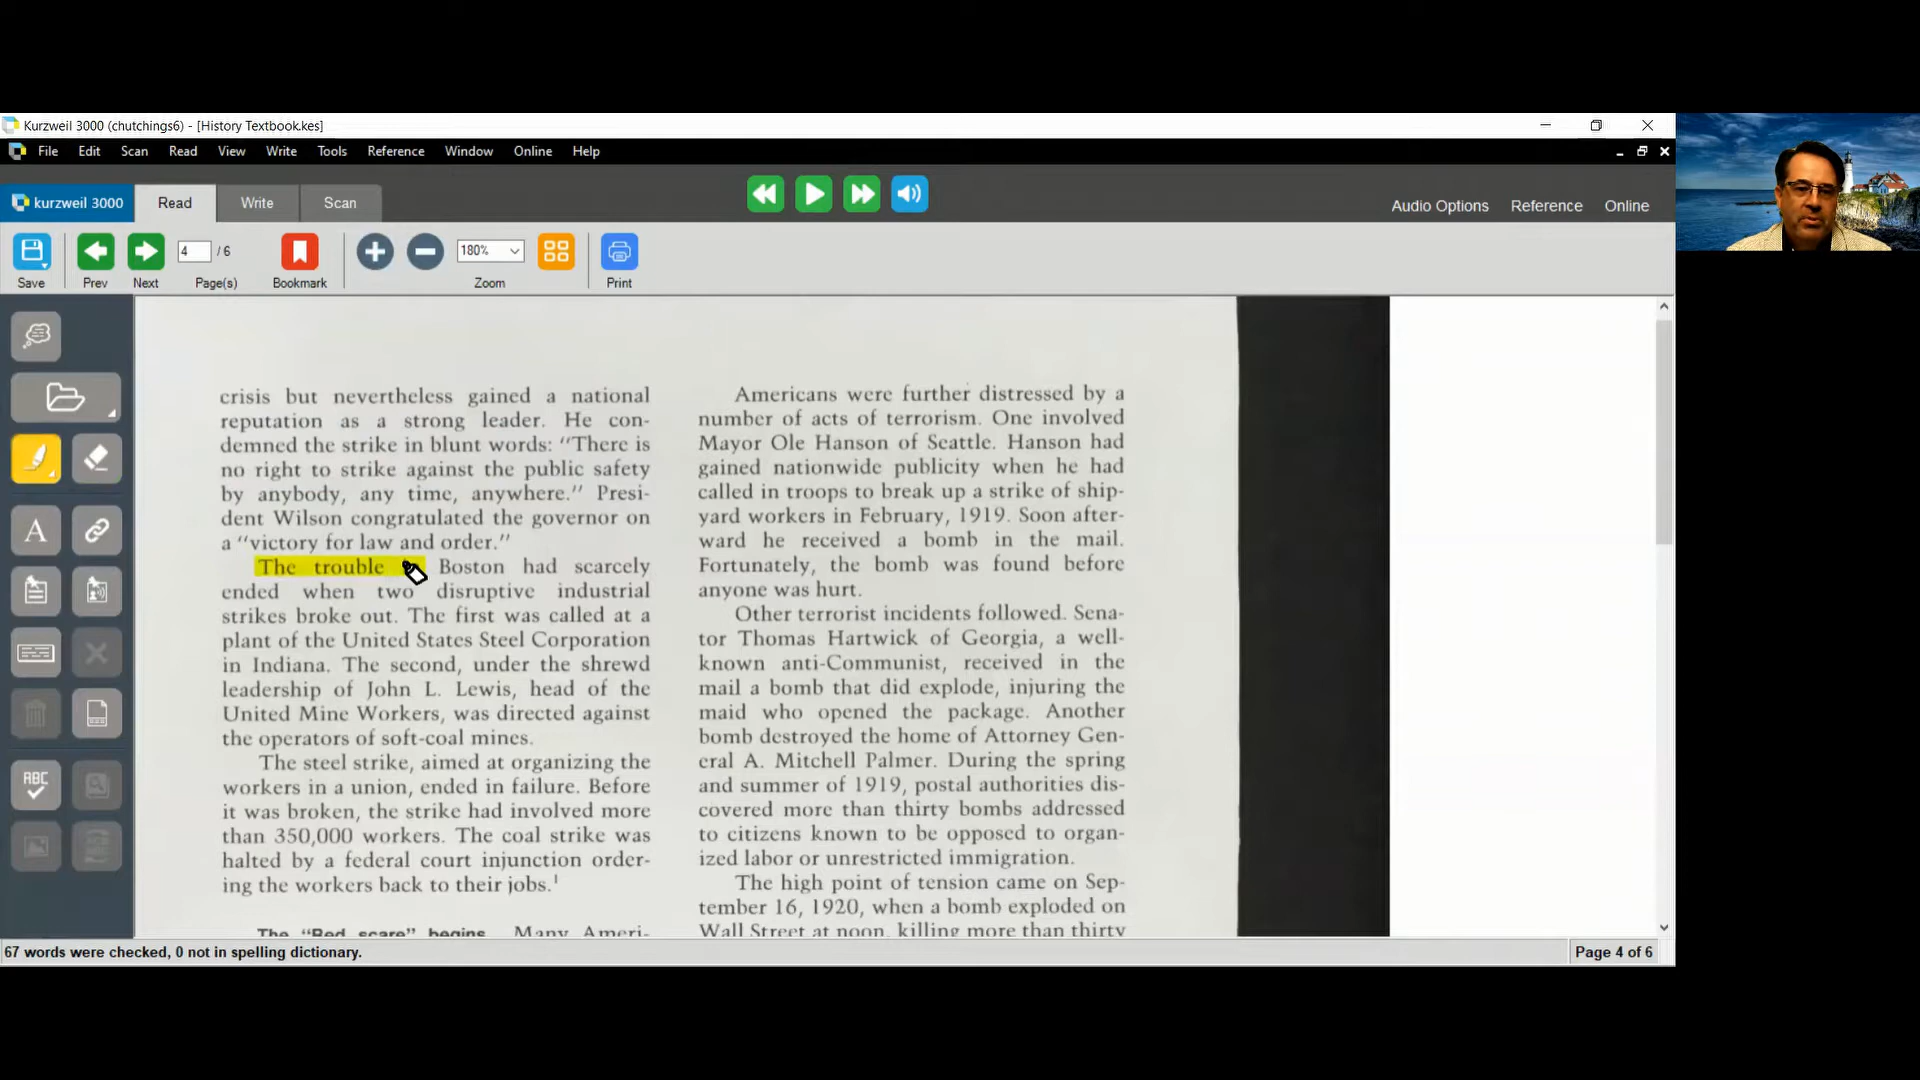 Kurzweil 3000 (chutchings6) - [History Textbook.kes]
File Edit Scan Read View Write Tools Reference Window Online Help
kurzweil 3000 Read Write Scan
Audio Options Reference Online
4 / 6
180%
Save Prev Next Page(s) Bookmark Zoom Print
A
ABC
crisis but nevertheless gained a national
reputation as a strong leader. He con-
demned the strike in blunt words: "There is
no right to strike against the public safety
by anybody, any time, anywhere." Presi-
dent Wilson congratulated the governor on
a "victory for law and order."
The trouble Boston had scarcely
ended when two disruptive industrial
strikes broke out. The first was called at a
plant of the United States Steel Corporation
in Indiana. The second, under the shrewd
leadership of John L. Lewis, head of the
United Mine Workers, was directed against
the operators of soft-coal mines.
The steel strike, aimed at organizing the
workers in a union, ended in failure. Before
it was broken, the strike had involved more
than 350,000 workers. The coal strike was
halted by a federal court injunction order-
ing the workers back to their jobs.¹
The "Red scare" begins. Many Ameri-
Americans were further distressed by a
number of acts of terrorism. One involved
Mayor Ole Hanson of Seattle. Hanson had
gained nationwide publicity when he had
called in troops to break up a strike of ship-
yard workers in February, 1919. Soon after-
ward he received a bomb in the mail.
Fortunately, the bomb was found before
anyone was hurt.
Other terrorist incidents followed. Sena-
tor Thomas Hartwick of Georgia, a well-
known anti-Communist, received in the
mail a bomb that did explode, injuring the
maid who opened the package. Another
bomb destroyed the home of Attorney Gen-
eral A. Mitchell Palmer. During the spring
and summer of 1919, postal authorities dis-
covered more than thirty bombs addressed
to citizens known to be opposed to organ-
ized labor or unrestricted immigration.
The high point of tension came on Sep-
tember 16, 1920, when a bomb exploded on
Wall Street at noon, killing more than thirty
67 words were checked, 0 not in spelling dictionary.
Page 4 of 6